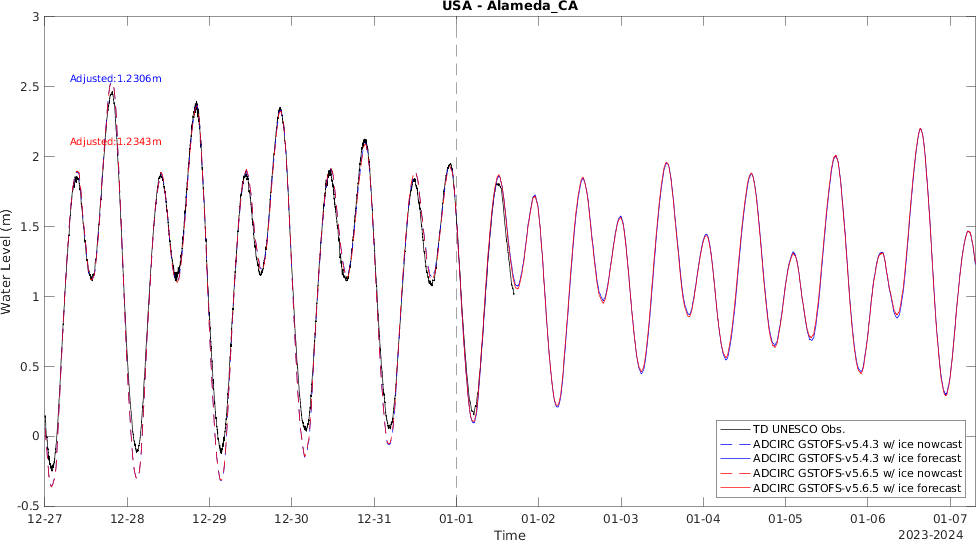 USA - Alameda_CA
3
2.5
2
1.5
1
0.5
0
-0.5
Water Level (m)
Adjusted:1.2306m
Adjusted:1.2343m
TD UNESCO Obs.
ADCIRC GSTOFS-v5.4.3 w/ ice nowcast
ADCIRC GSTOFS-v5.4.3 w/ ice forecast
ADCIRC GSTOFS-v5.6.5 w/ ice nowcast
ADCIRC GSTOFS-v5.6.5 w/ ice forecast
12-27 12-28 12-29 12-30 12-31 01-01 01-02 01-03 01-04 01-05 01-06 01-07
Time
2023-2024